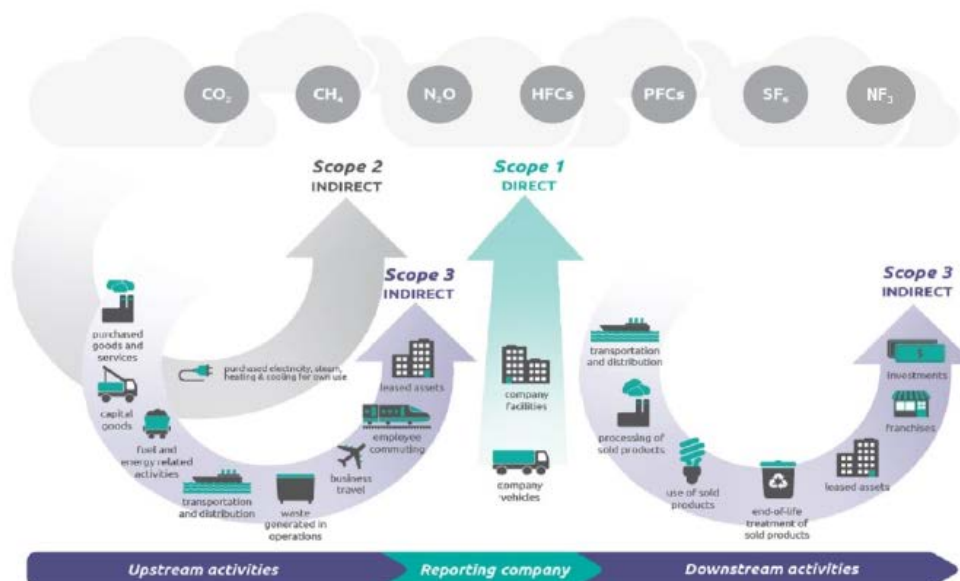 CO₂
CH₄
N₂O
HFCs
PFCs
SF₆
NF₃
Scope 2
INDIRECT
Scope 1
DIRECT
Scope 3
INDIRECT
Scope 3
INDIRECT
purchased
goods and
services
capital
goods
fuel and
energy related
activities
transportation
and distribution
waste
generated in
operations
business
travel
employee
commuting
leased assets
purchased electricity, steam,
heating & cooling for own use
company
facilities
company
vehicles
transportation
and distribution
processing of
sold products
use of sold
products
end-of-life
treatment of
sold products
leased assets
franchises
investments
Upstream activities
Reporting company
Downstream activities